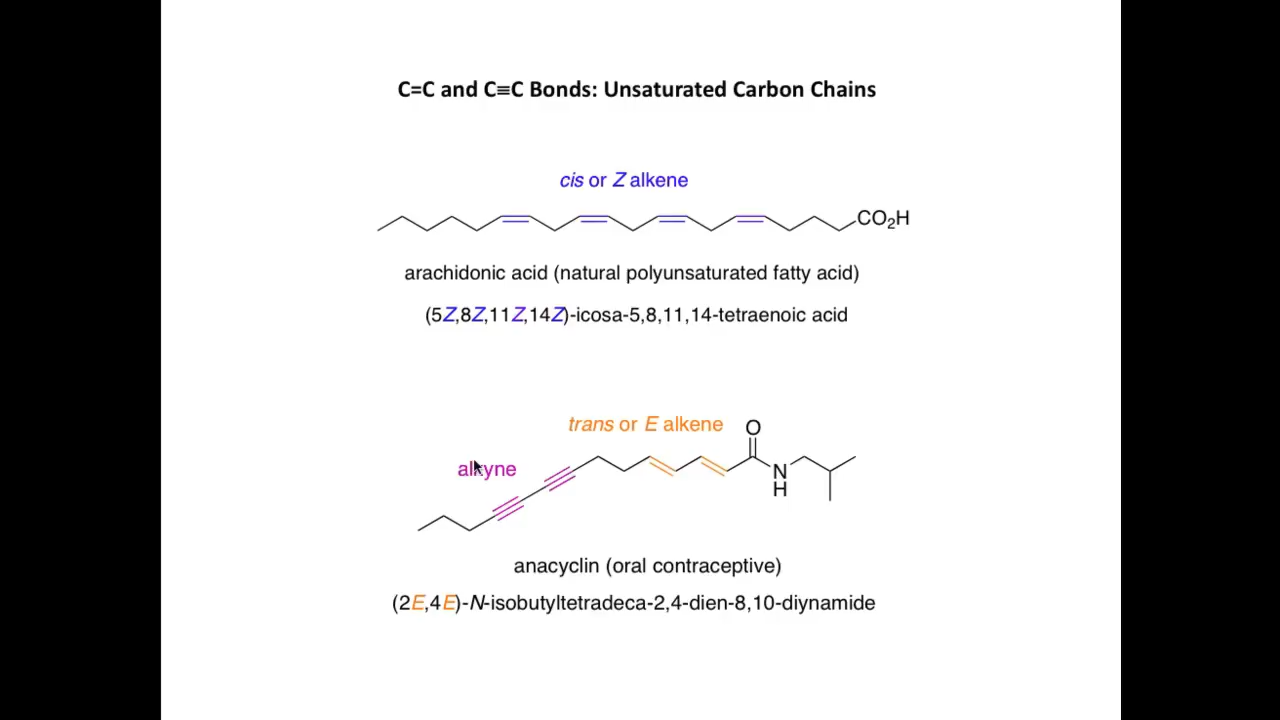 C=C and C≡C Bonds: Unsaturated Carbon Chains
cis or Z alkene
CO₂H
arachidonic acid (natural polyunsaturated fatty acid)
(5Z,8Z,11Z,14Z)-icosa-5,8,11,14-tetraenoic acid
trans or E alkene
O
alkyne
N
H
anacyclin (oral contraceptive)
(2E,4E)-N-isobutyltetradeca-2,4-dien-8,10-diynamide